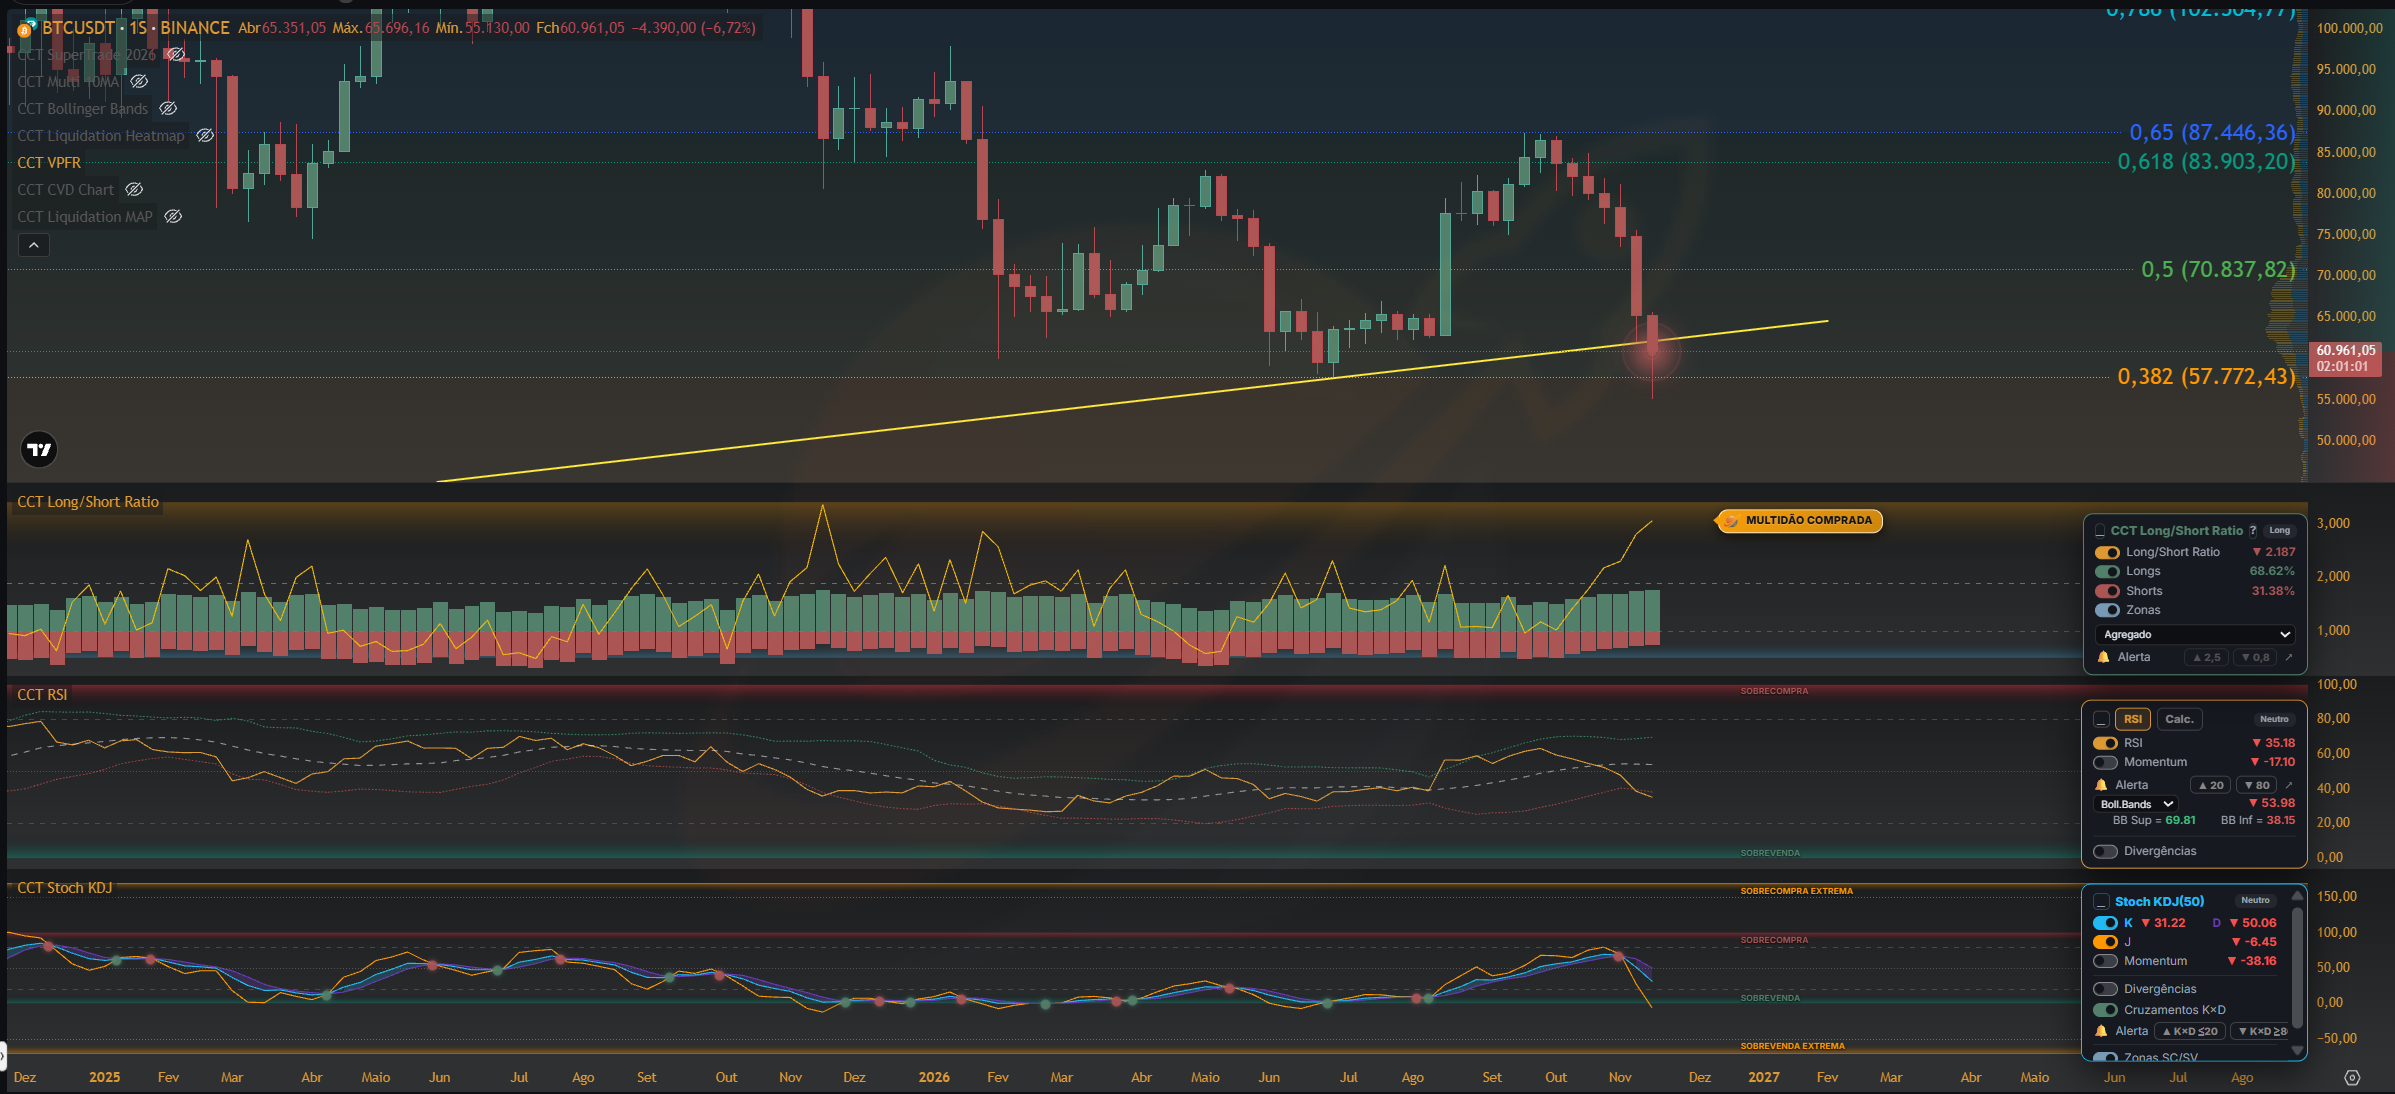 BTCUSDT · 1S · BINANCE Abr65.351,05 Máx.65.696,16 Mín.55.130,00 Fch60.961,05 −4.390,00 (−6,72%)
CCT SuperTrade 2026
CCT Multi 10MA
CCT Bollinger Bands
CCT Liquidation Heatmap
CCT VPFR
CCT CVD Chart
CCT Liquidation MAP
0,786 (102.504,77)
0,65 (87.446,36)
0,618 (83.903,20)
0,5 (70.837,82)
0,382 (57.772,43)
100.000,00
95.000,00
90.000,00
85.000,00
80.000,00
75.000,00
70.000,00
65.000,00
60.961,05
02:01:01
55.000,00
50.000,00
CCT Long/Short Ratio
MULTIDÃO COMPRADA
CCT Long/Short Ratio ? Long
Long/Short Ratio ▼ 2.187
Longs 68.62%
Shorts 31.38%
Zonas
Agregado
Alerta ▲ 2,5 ▼ 0,8 ↗
3,000
2,000
1,000
CCT RSI
SOBRECOMPRA
SOBREVENDA
RSI Calc. Neutro
RSI ▼ 35.18
Momentum ▼ -17.10
Alerta ▲ 20 ▼ 80 ↗
Boll.Bands ▼ 53.98
BB Sup = 69.81 BB Inf = 38.15
Divergências
100,00
80,00
60,00
40,00
20,00
0,00
CCT Stoch KDJ
SOBRECOMPRA EXTREMA
SOBRECOMPRA
SOBREVENDA
SOBREVENDA EXTREMA
Stoch KDJ(50) Neutro
K ▼ 31.22 D ▼ 50.06
J ▼ -6.45
Momentum ▼ -38.16
Divergências
Cruzamentos K×D
Alerta ▲ K×D ≤20 ▼ K×D ≥8
Zonas SC/SV
150,00
100,00
50,00
0,00
−50,00
Dez 2025 Fev Mar Abr Maio Jun Jul Ago Set Out Nov Dez 2026 Fev Mar Abr Maio Jun Jul Ago Set Out Nov Dez 2027 Fev Mar Abr Maio Jun Jul Ago